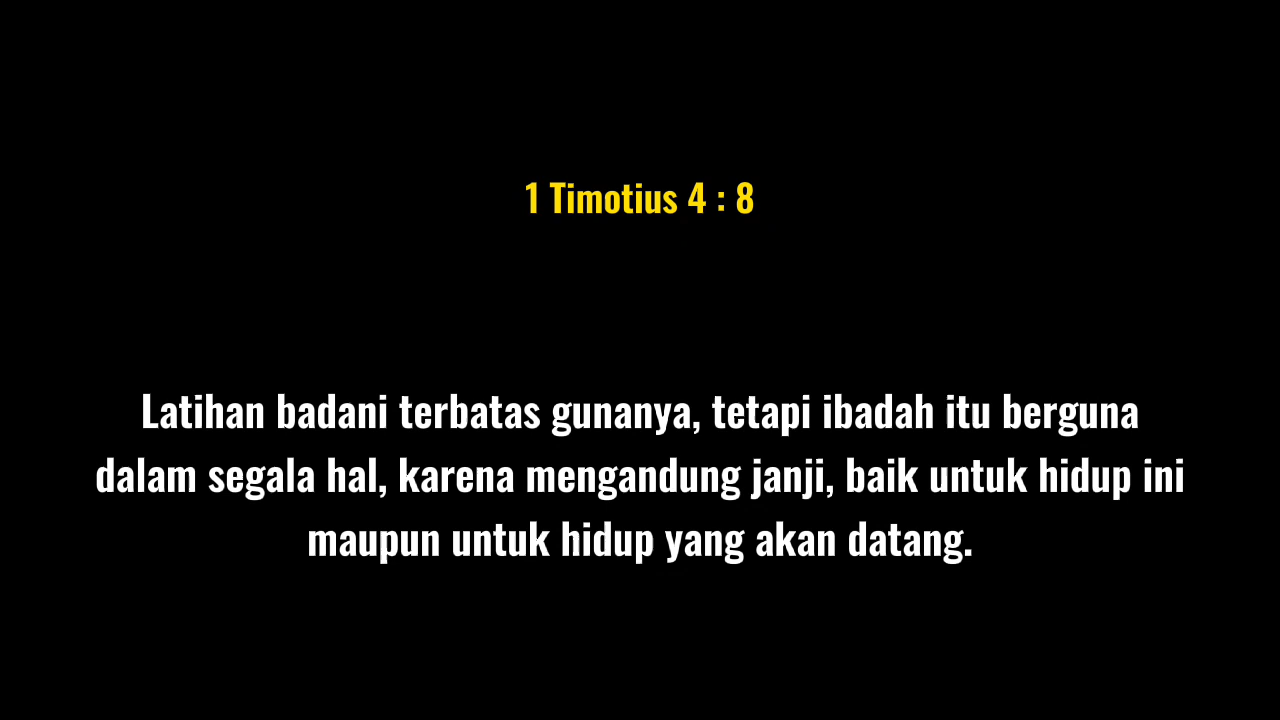 1 Timotius 4 : 8
Latihan badani terbatas gunanya, tetapi ibadah itu berguna
dalam segala hal, karena mengandung janji, baik untuk hidup ini
maupun untuk hidup yang akan datang.